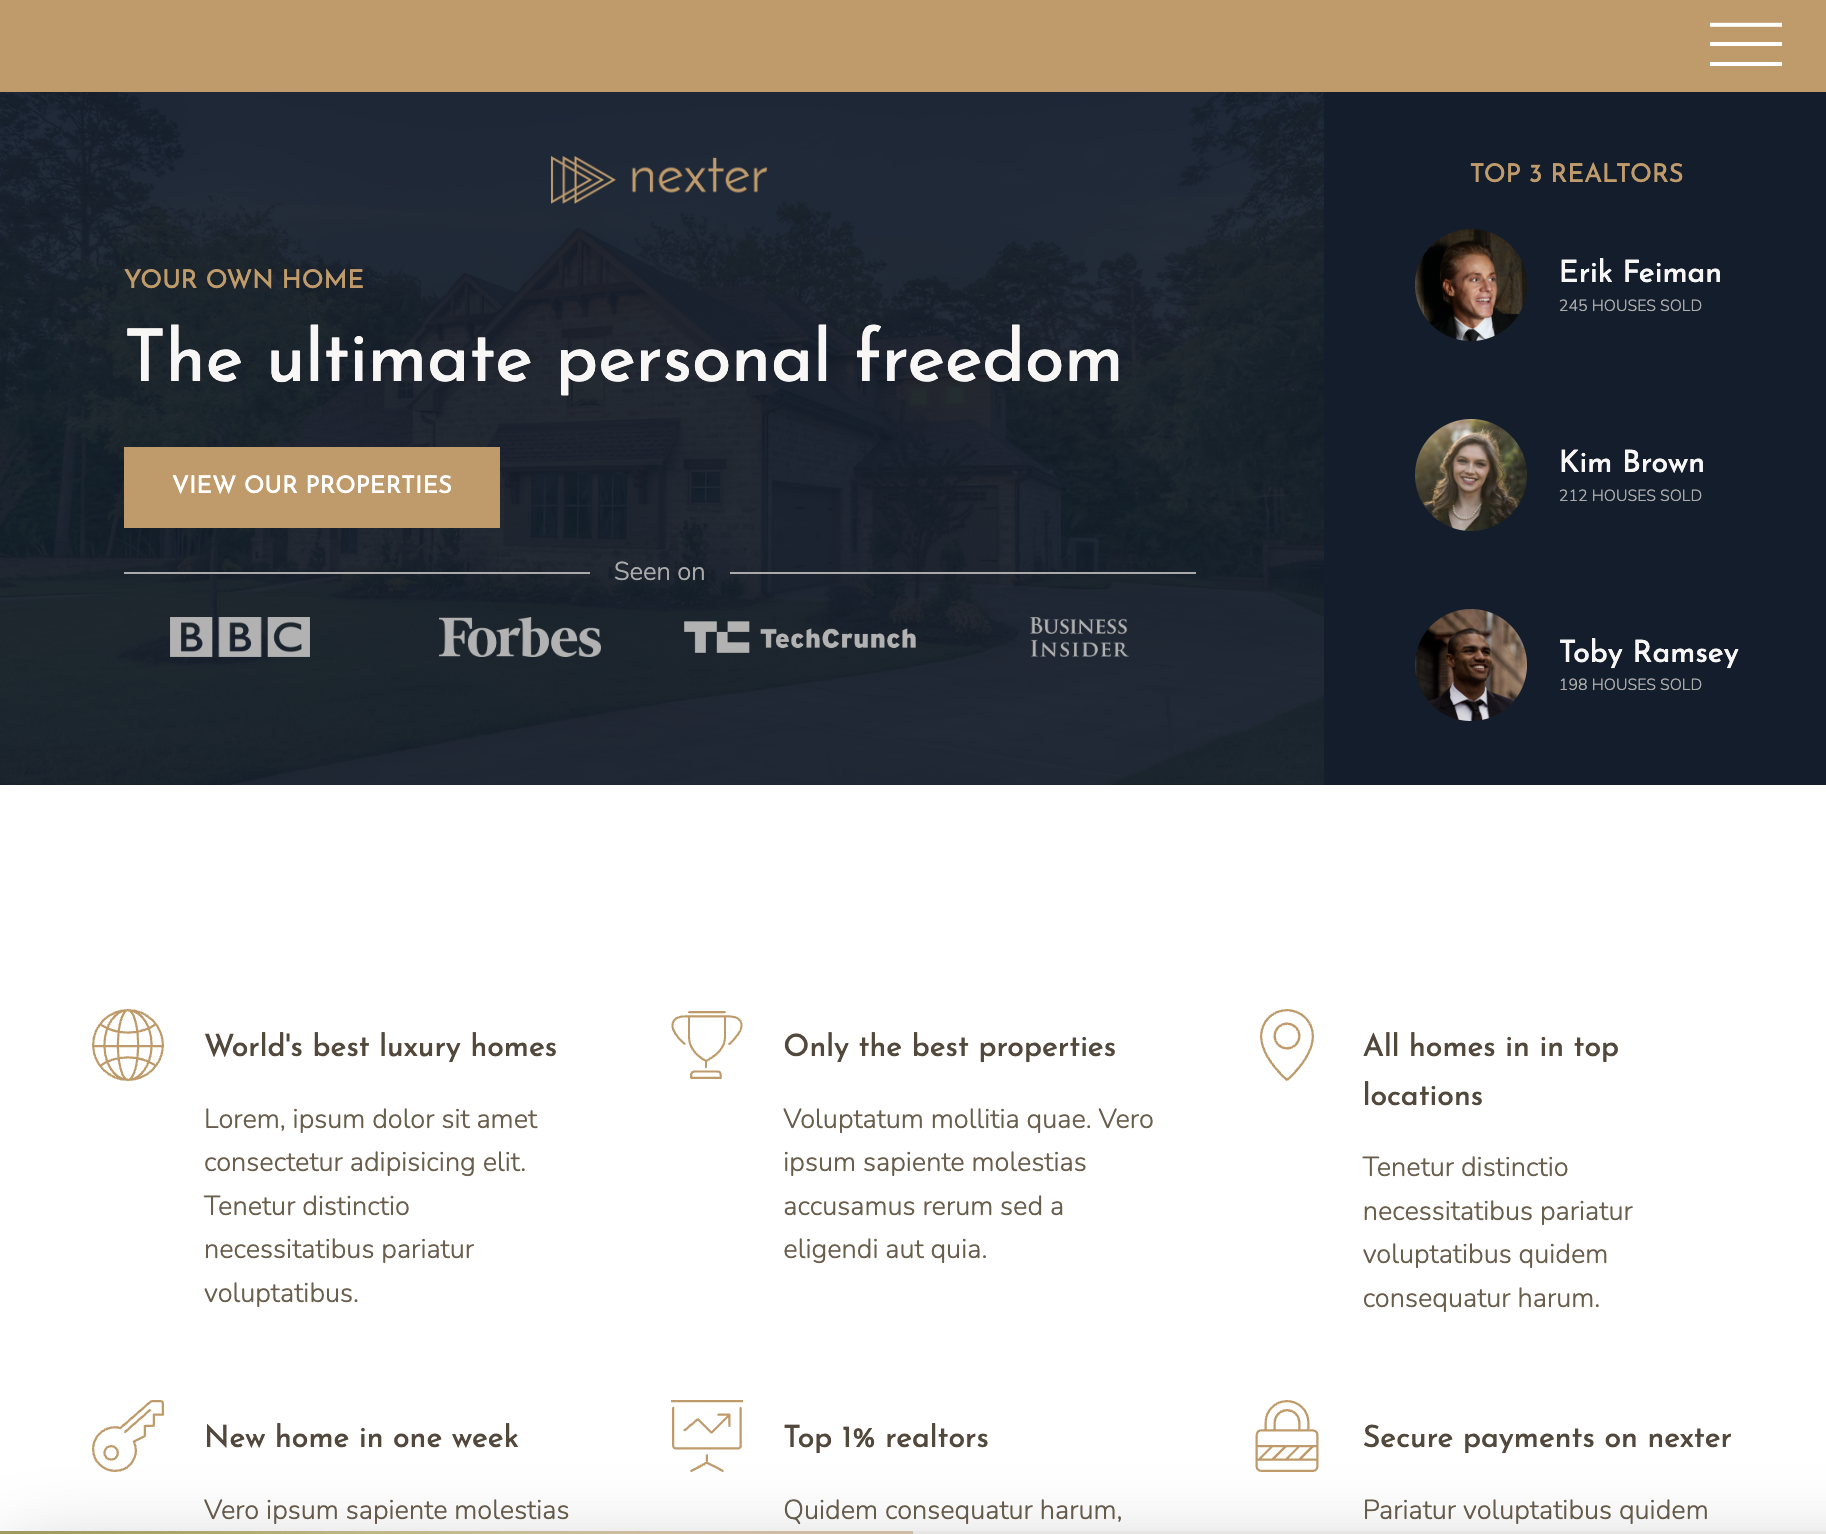 nexter
YOUR OWN HOME
The ultimate personal freedom
VIEW OUR PROPERTIES
Seen on
BBC
Forbes
TC TechCrunch
BUSINESS
INSIDER
TOP 3 REALTORS
Erik Feiman
245 HOUSES SOLD
Kim Brown
212 HOUSES SOLD
Toby Ramsey
198 HOUSES SOLD
World's best luxury homes
Lorem, ipsum dolor sit amet
consectetur adipisicing elit.
Tenetur distinctio
necessitatibus pariatur
voluptatibus.
Only the best properties
Voluptatum mollitia quae. Vero
ipsum sapiente molestias
accusamus rerum sed a
eligendi aut quia.
All homes in in top
locations
Tenetur distinctio
necessitatibus pariatur
voluptatibus quidem
consequatur harum.
New home in one week
Vero ipsum sapiente molestias
Top 1% realtors
Quidem consequatur harum,
Secure payments on nexter
Pariatur voluptatibus quidem